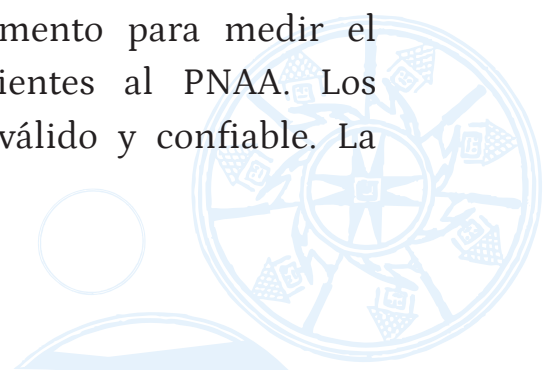 mento para medir el
ientes al PNAA. Los
válido y confiable. La